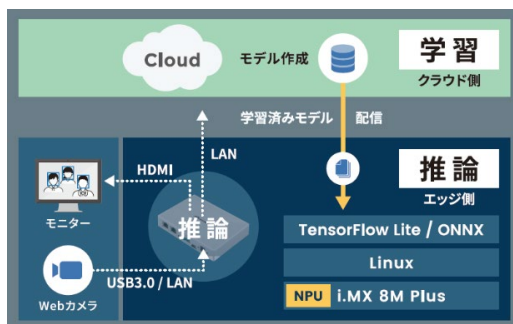 Cloud
モデル作成
学習
クラウド側
学習済みモデル 配信
LAN
HDMI
推論
エッジ側
モニター
推論
TensorFlow Lite / ONNX
Linux
NPU i.MX 8M Plus
USB3.0 / LAN
Webカメラ